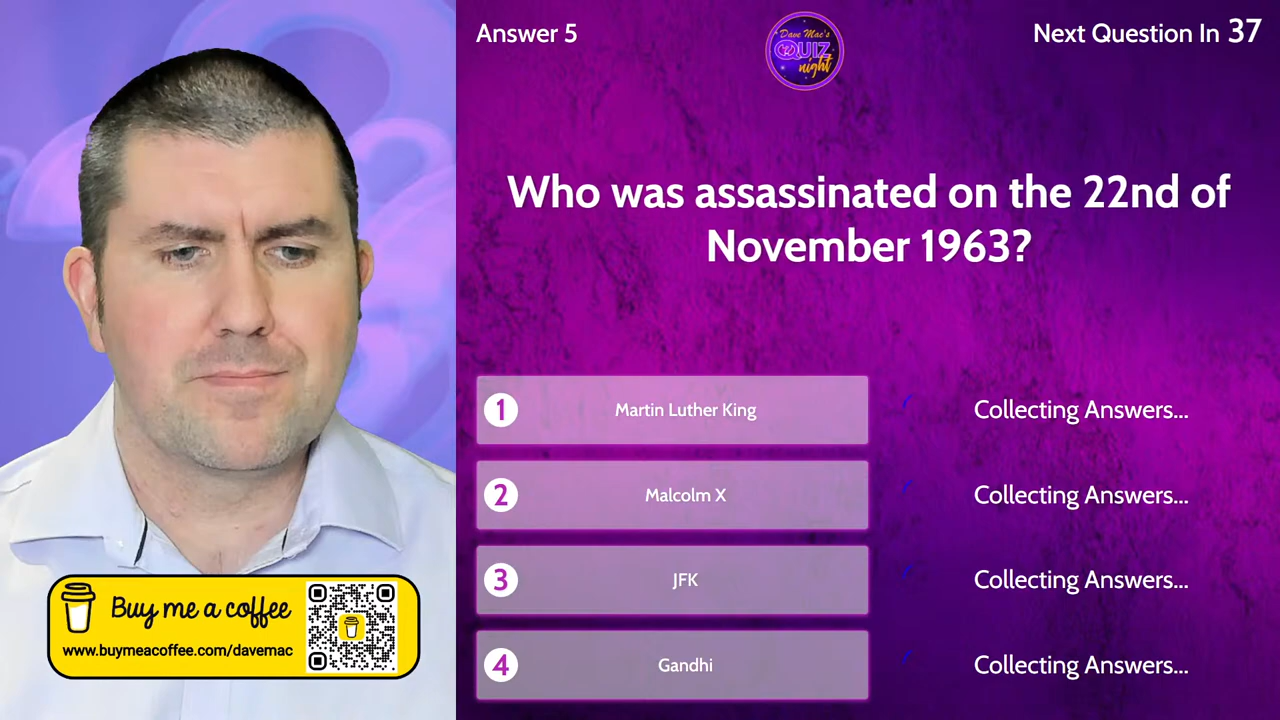 Answer 5
Dave Mac's
QUIZ
night
Next Question In 37
Who was assassinated on the 22nd of
November 1963?
1 Martin Luther King Collecting Answers...
2 Malcolm X Collecting Answers...
3 JFK Collecting Answers...
4 Gandhi Collecting Answers...
Buy me a coffee
www.buymeacoffee.com/davemac